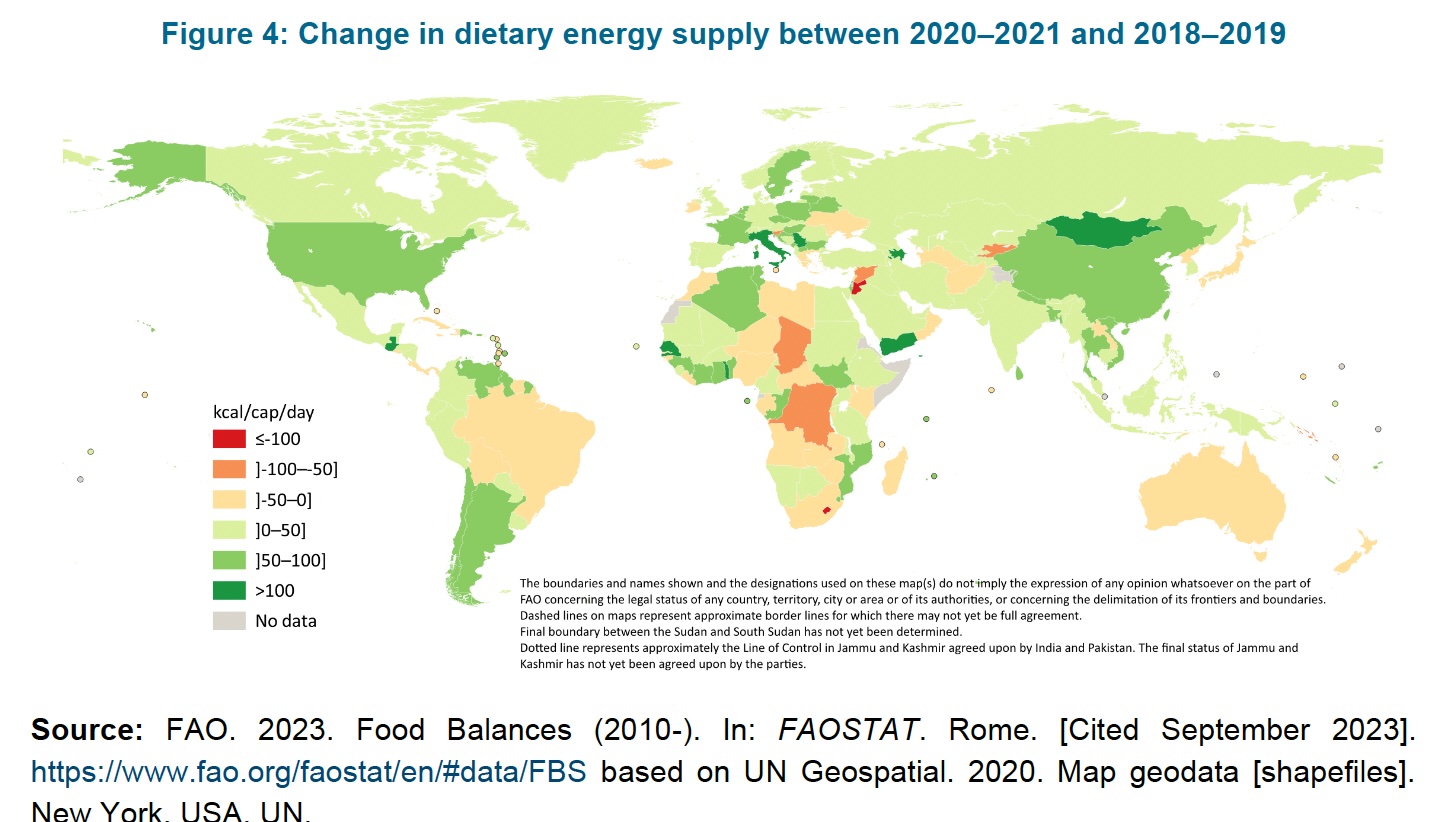 Figure 4: Change in dietary energy supply between 2020–2021 and 2018–2019
kcal/cap/day
≤-100
]-100–-50]
]-50–0]
]0–50]
]50–100]
>100
No data
The boundaries and names shown and the designations used on these map(s) do not imply the expression of any opinion whatsoever on the part of
FAO concerning the legal status of any country, territory, city or area or of its authorities, or concerning the delimitation of its frontiers and boundaries.
Dashed lines on maps represent approximate border lines for which there may not yet be full agreement.
Final boundary between the Sudan and South Sudan has not yet been determined.
Dotted line represents approximately the Line of Control in Jammu and Kashmir agreed upon by India and Pakistan. The final status of Jammu and
Kashmir has not yet been agreed upon by the parties.
Source: FAO. 2023. Food Balances (2010-). In: FAOSTAT. Rome. [Cited September 2023].
https://www.fao.org/faostat/en/#data/FBS based on UN Geospatial. 2020. Map geodata [shapefiles].
New York, USA, UN.